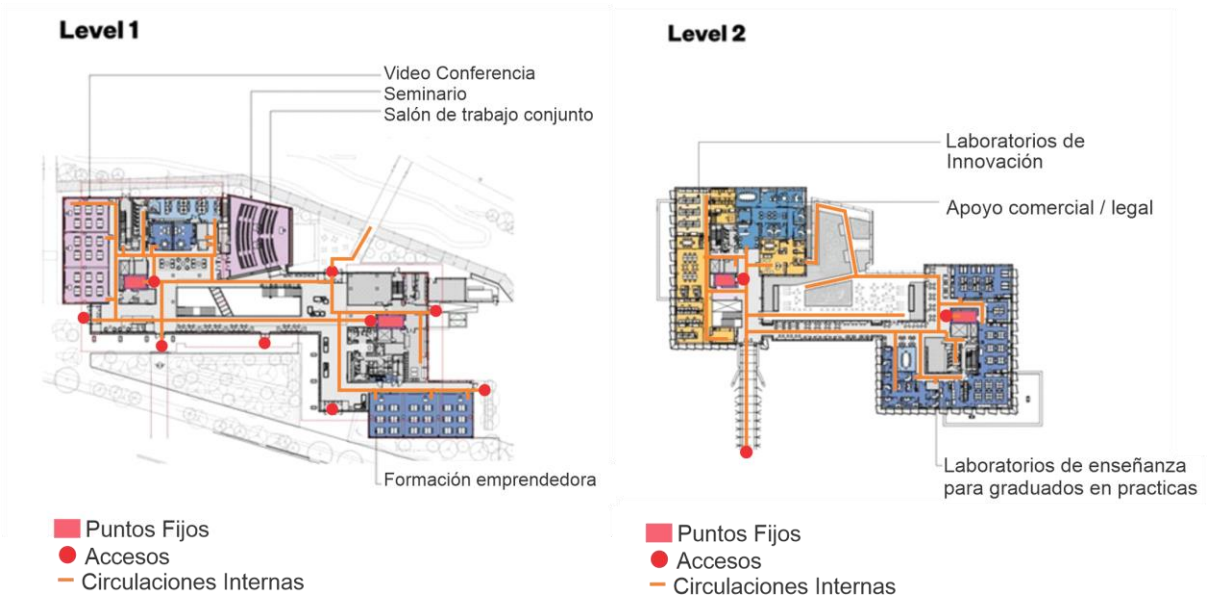 Level 1
Video Conferencia
Seminario
Salón de trabajo conjunto
Formación emprendedora
Puntos Fijos
Accesos
Circulaciones Internas
Level 2
Laboratorios de
Innovación
Apoyo comercial / legal
Laboratorios de enseñanza
para graduados en practicas
Puntos Fijos
Accesos
Circulaciones Internas